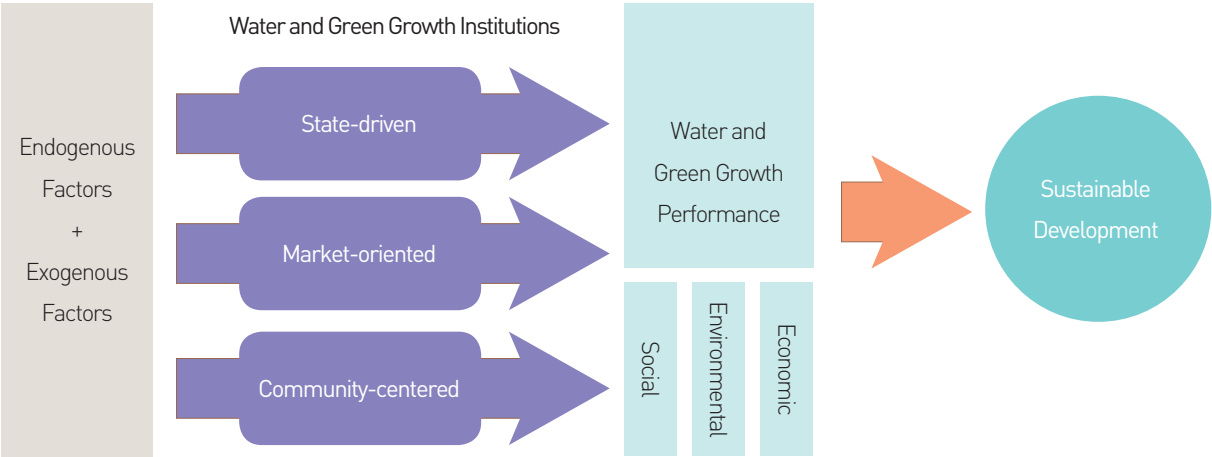 Water and Green Growth Institutions
Endogenous
Factors
+
Exogenous
Factors
State-driven
Market-oriented
Community-centered
Water and
Green Growth
Performance
Social
Environmental
Economic
Sustainable
Development